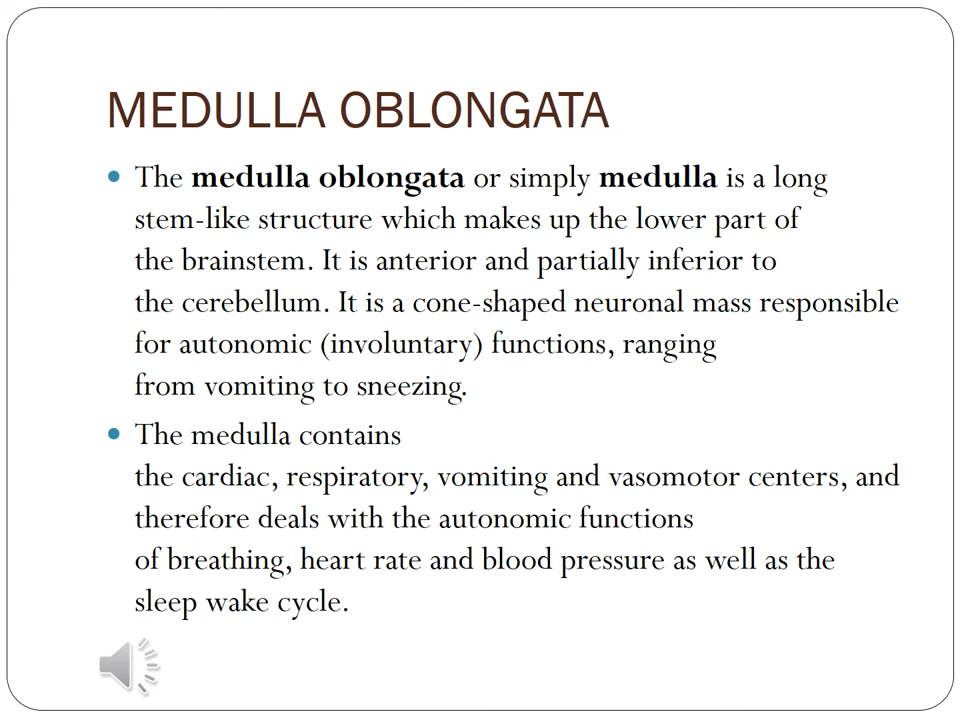 MEDULLA OBLONGATA
The medulla oblongata or simply medulla is a long
stem-like structure which makes up the lower part of
the brainstem. It is anterior and partially inferior to
the cerebellum. It is a cone-shaped neuronal mass responsible
for autonomic (involuntary) functions, ranging
from vomiting to sneezing.
The medulla contains
the cardiac, respiratory, vomiting and vasomotor centers, and
therefore deals with the autonomic functions
of breathing, heart rate and blood pressure as well as the
sleep wake cycle.